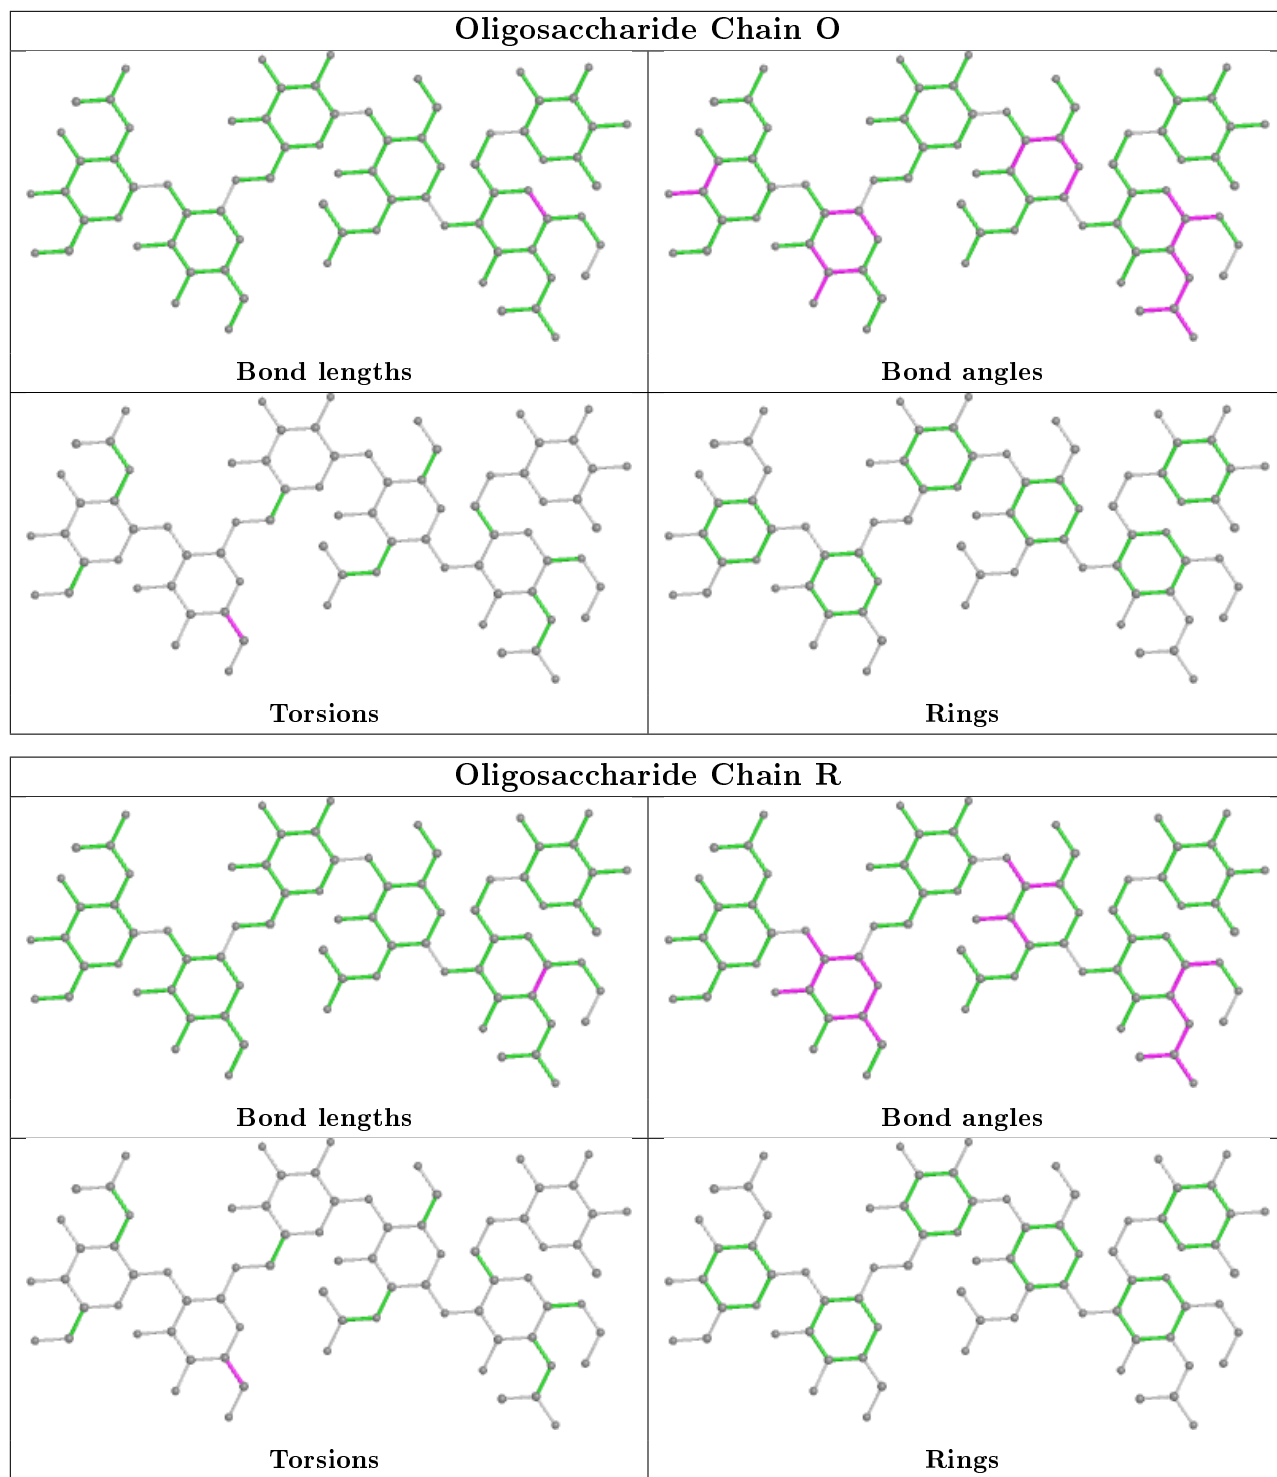 Oligosaccharide Chain O
Bond lengths
Bond angles
Torsions
Rings
Oligosaccharide Chain R
Bond lengths
Bond angles
Torsions
Rings